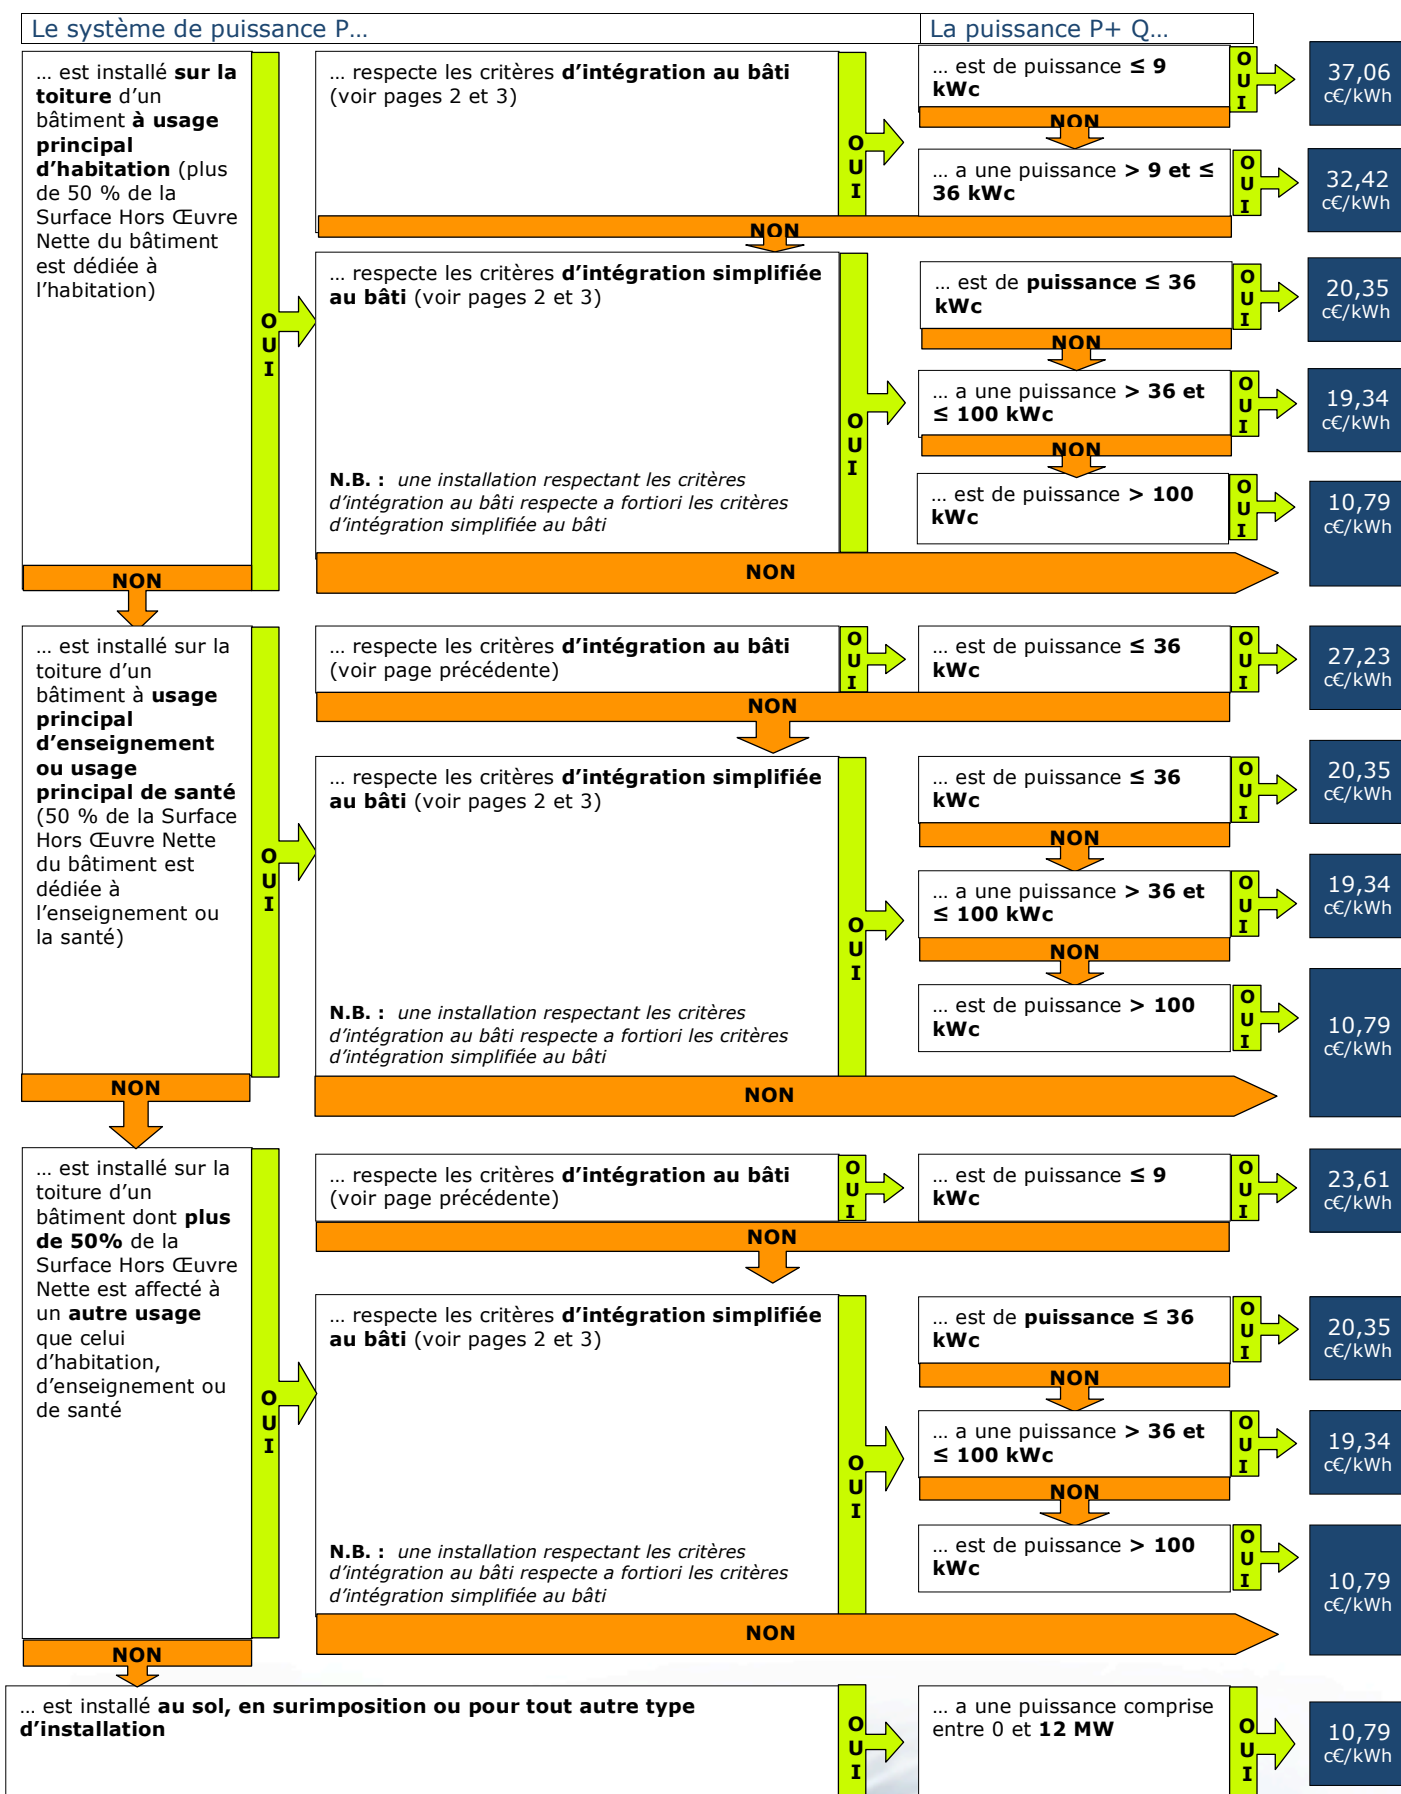 Le système de puissance P...
La puissance P+ Q...
... est installé sur la
toiture d'un
bâtiment à usage
principal
d'habitation (plus
de 50 % de la
Surface Hors Œuvre
Nette du bâtiment
est dédiée à
l'habitation)
OUI
NON
... respecte les critères d'intégration au bâti
(voir pages 2 et 3)
OUI
... est de puissance ≤ 9
kWc
OUI
37,06
c€/kWh
NON
... a une puissance > 9 et ≤
36 kWc
OUI
32,42
c€/kWh
NON
... respecte les critères d'intégration simplifiée
au bâti (voir pages 2 et 3)
N.B. : une installation respectant les critères
d'intégration au bâti respecte a fortiori les critères
d'intégration simplifiée au bâti
OUI
... est de puissance ≤ 36
kWc
OUI
20,35
c€/kWh
NON
... a une puissance > 36 et
≤ 100 kWc
OUI
19,34
c€/kWh
NON
... est de puissance > 100
kWc
OUI
10,79
c€/kWh
NON
... est installé sur la
toiture d'un
bâtiment à usage
principal
d'enseignement
ou usage
principal de santé
(50 % de la Surface
Hors Œuvre Nette
du bâtiment est
dédiée à
l'enseignement ou
la santé)
OUI
NON
... respecte les critères d'intégration au bâti
(voir page précédente)
OUI
... est de puissance ≤ 36
kWc
OUI
27,23
c€/kWh
NON
... respecte les critères d'intégration simplifiée
au bâti (voir pages 2 et 3)
N.B. : une installation respectant les critères
d'intégration au bâti respecte a fortiori les critères
d'intégration simplifiée au bâti
OUI
... est de puissance ≤ 36
kWc
OUI
20,35
c€/kWh
NON
... a une puissance > 36 et
≤ 100 kWc
OUI
19,34
c€/kWh
NON
... est de puissance > 100
kWc
OUI
10,79
c€/kWh
NON
... est installé sur la
toiture d'un
bâtiment dont plus
de 50% de la
Surface Hors Œuvre
Nette est affecté à
un autre usage
que celui
d'habitation,
d'enseignement ou
de santé
OUI
NON
... respecte les critères d'intégration au bâti
(voir page précédente)
OUI
... est de puissance ≤ 9
kWc
OUI
23,61
c€/kWh
NON
... respecte les critères d'intégration simplifiée
au bâti (voir pages 2 et 3)
N.B. : une installation respectant les critères
d'intégration au bâti respecte a fortiori les critères
d'intégration simplifiée au bâti
OUI
... est de puissance ≤ 36
kWc
OUI
20,35
c€/kWh
NON
... a une puissance > 36 et
≤ 100 kWc
OUI
19,34
c€/kWh
NON
... est de puissance > 100
kWc
OUI
10,79
c€/kWh
NON
... est installé au sol, en surimposition ou pour tout autre type
d'installation
OUI
... a une puissance comprise
entre 0 et 12 MW
OUI
10,79
c€/kWh